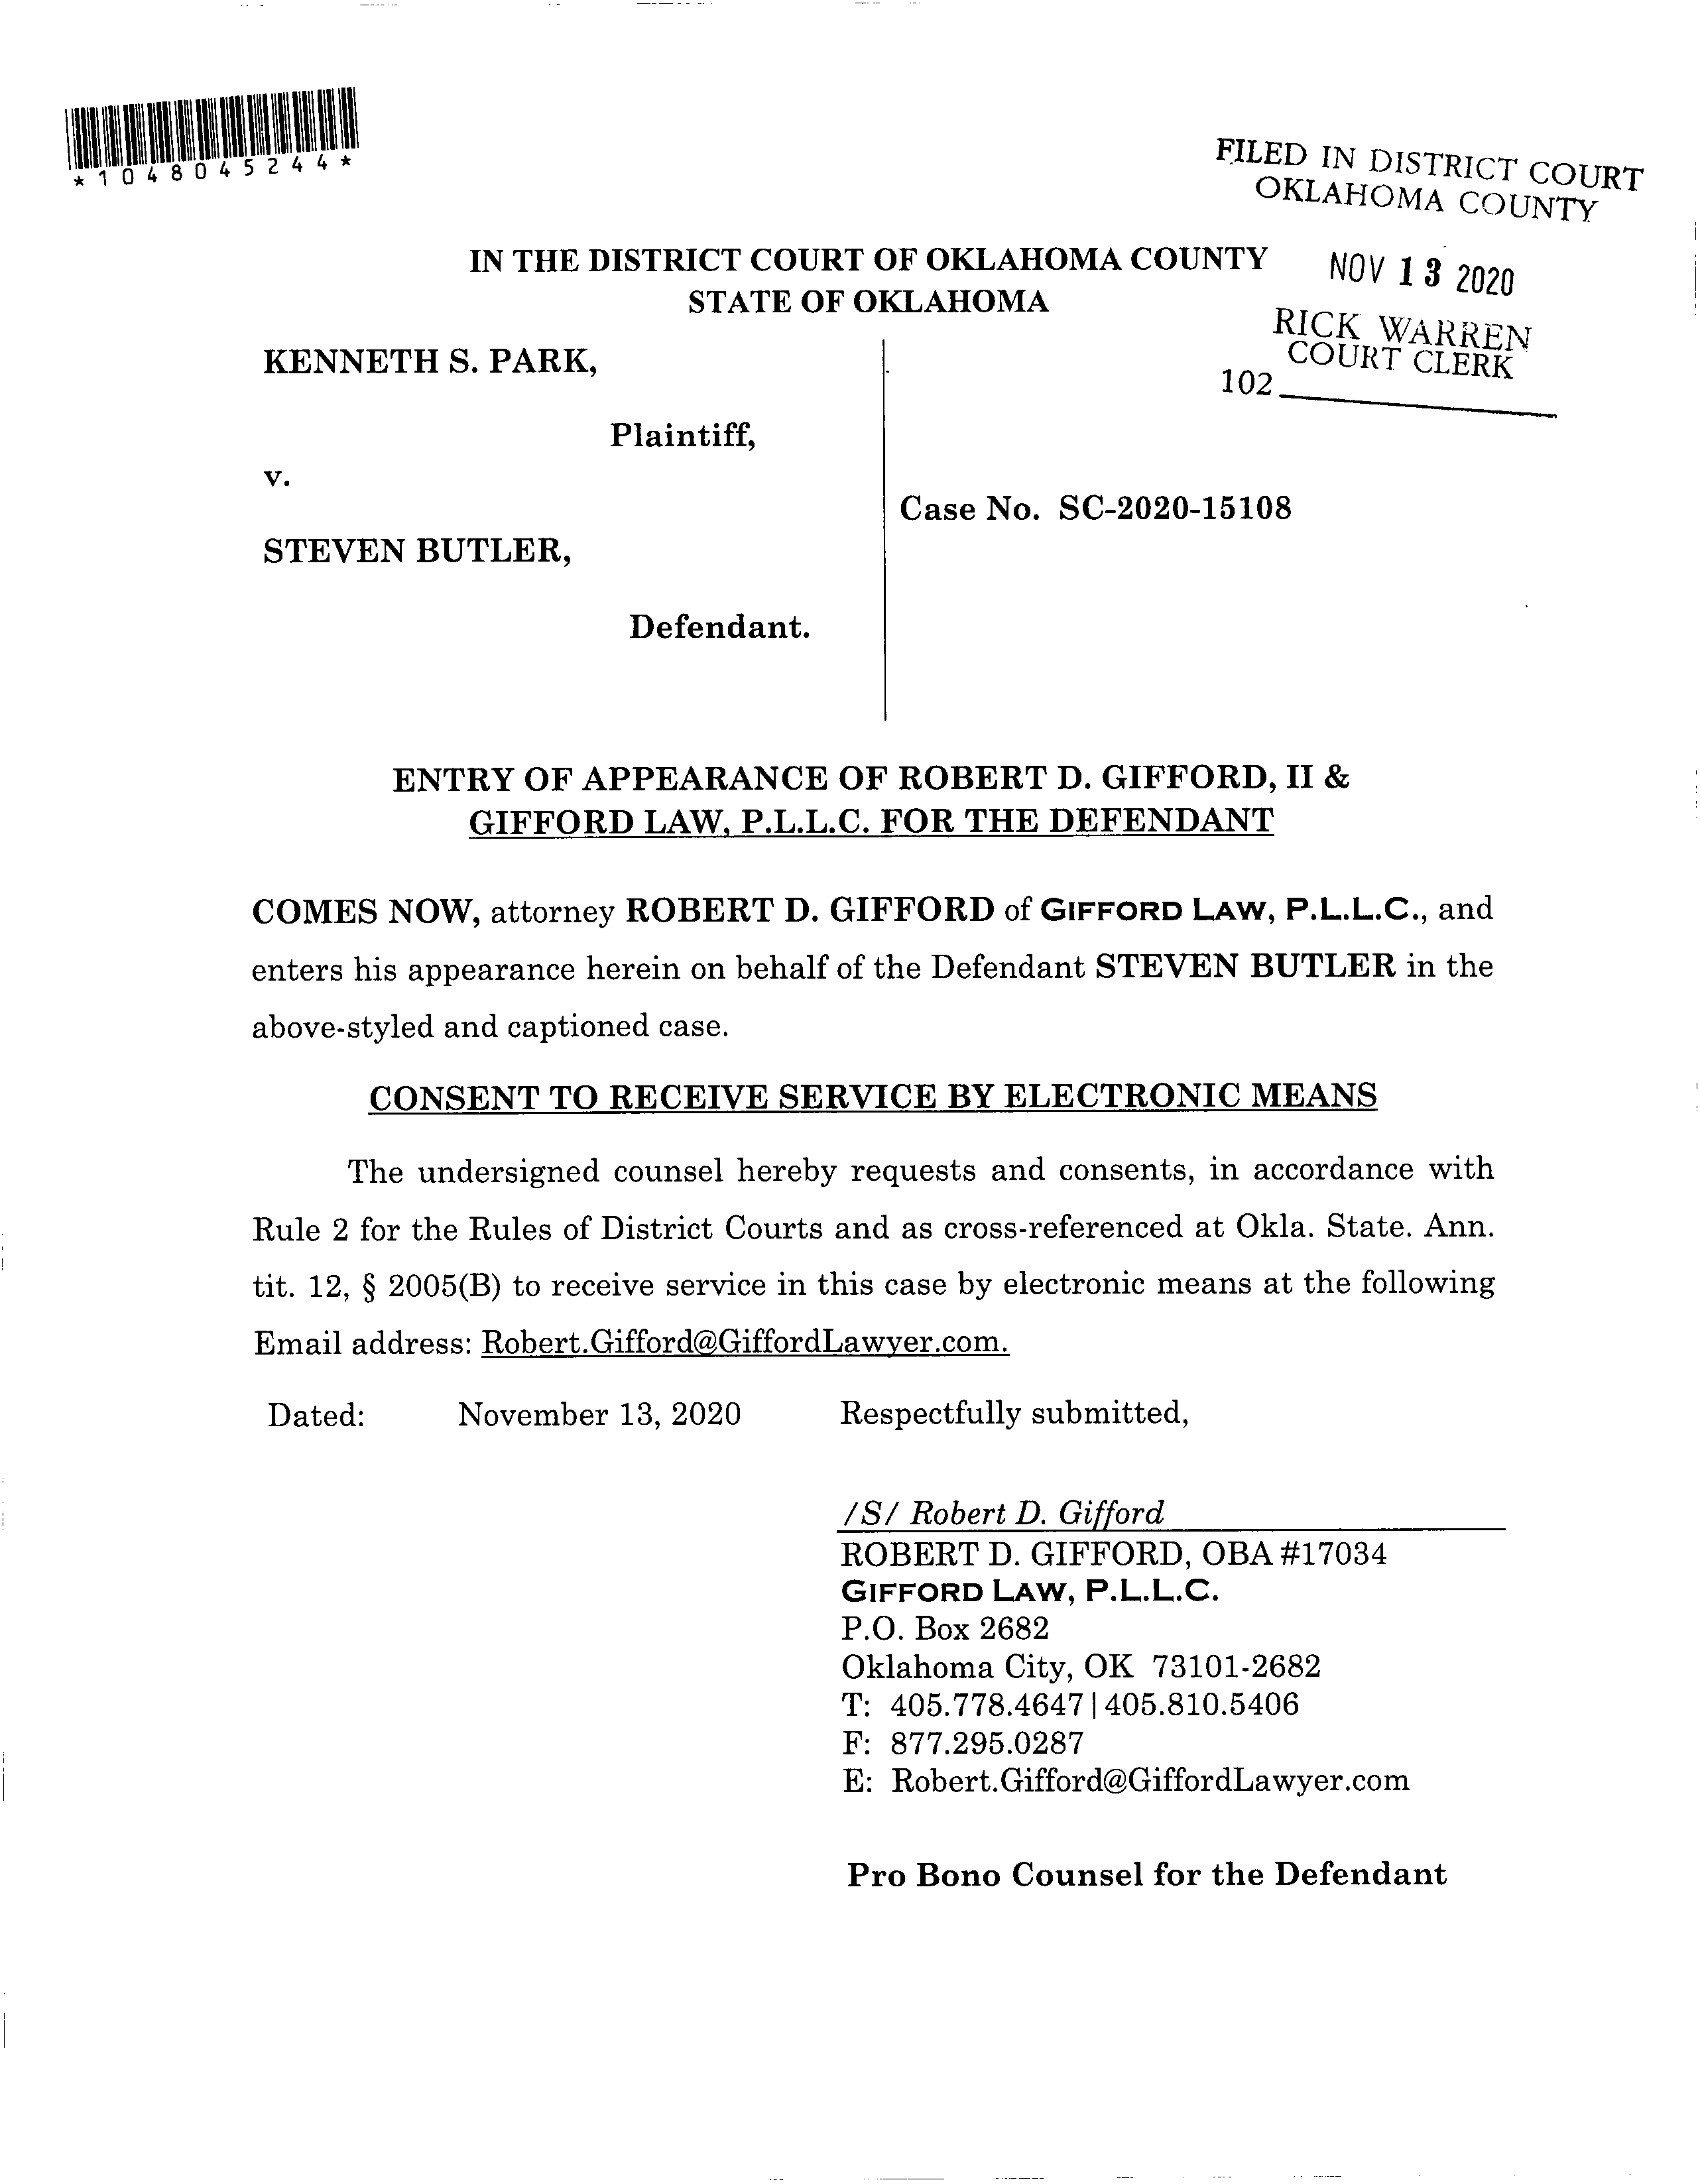 *1048045244*
FILED IN DISTRICT COURT
OKLAHOMA COUNTY
IN THE DISTRICT COURT OF OKLAHOMA COUNTY
STATE OF OKLAHOMA
NOV 13 2020
RICK WARREN
COURT CLERK
102
KENNETH S. PARK,
Plaintiff,
v.
Case No. SC-2020-15108
STEVEN BUTLER,
Defendant.
ENTRY OF APPEARANCE OF ROBERT D. GIFFORD, II &
GIFFORD LAW, P.L.L.C. FOR THE DEFENDANT
COMES NOW, attorney ROBERT D. GIFFORD of GIFFORD LAW, P.L.L.C., and
enters his appearance herein on behalf of the Defendant STEVEN BUTLER in the
above-styled and captioned case.
CONSENT TO RECEIVE SERVICE BY ELECTRONIC MEANS
The undersigned counsel hereby requests and consents, in accordance with
Rule 2 for the Rules of District Courts and as cross-referenced at Okla. State. Ann.
tit. 12, § 2005(B) to receive service in this case by electronic means at the following
Email address: Robert.Gifford@GiffordLawyer.com.
Dated: November 13, 2020 Respectfully submitted,
/S/ Robert D. Gifford
ROBERT D. GIFFORD, OBA #17034
GIFFORD LAW, P.L.L.C.
P.O. Box 2682
Oklahoma City, OK 73101-2682
T: 405.778.4647|405.810.5406
F: 877.295.0287
E: Robert.Gifford@GiffordLawyer.com
Pro Bono Counsel for the Defendant